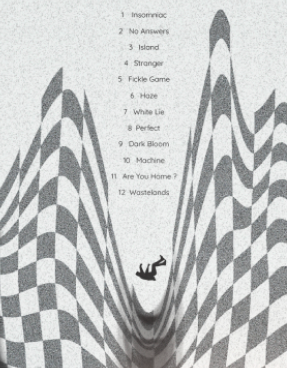 1 Insomniac
2 No Answers
3 Island
4 Stranger
5 Fickle Game
6 Haze
7 White Lie
8 Perfect
9 Dark Bloom
10 Machine
11 Are You Home ?
12 Wastelands